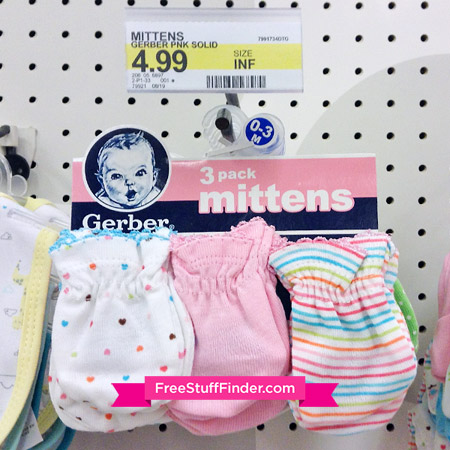 MITTENS
GERBER PNK SOLID
4.99
SIZE
INF
0-3
M
3 pack
mittens
Gerber
FreeStuffFinder.com